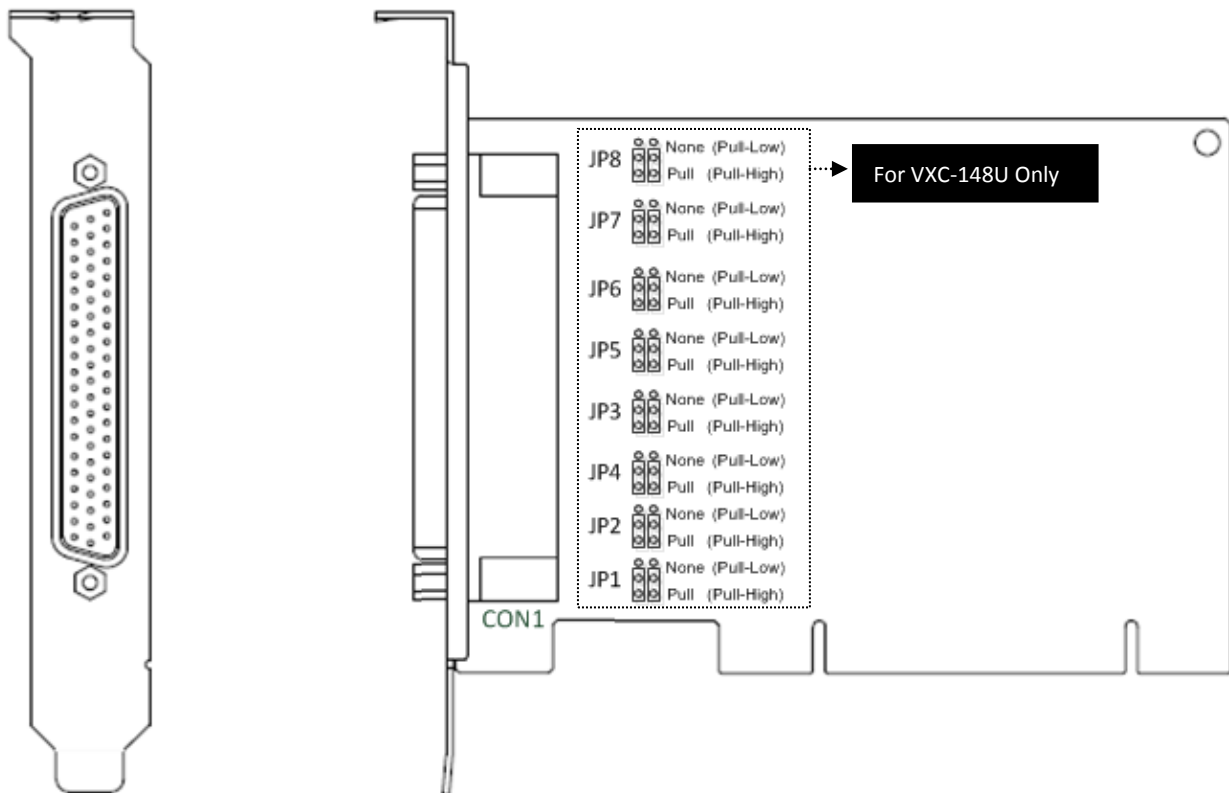 JP8 None (Pull-Low)
Pull (Pull-High)
For VXC-148U Only
JP7 None (Pull-Low)
Pull (Pull-High)
JP6 None (Pull-Low)
Pull (Pull-High)
JP5 None (Pull-Low)
Pull (Pull-High)
JP3 None (Pull-Low)
Pull (Pull-High)
JP4 None (Pull-Low)
Pull (Pull-High)
JP2 None (Pull-Low)
Pull (Pull-High)
JP1 None (Pull-Low)
Pull (Pull-High)
CON1